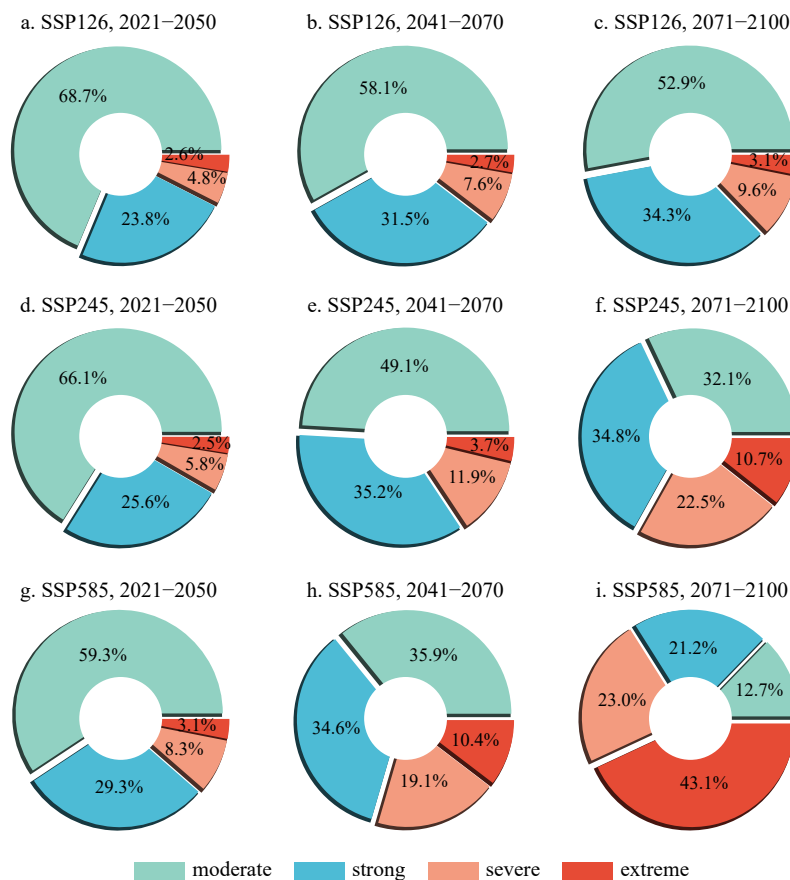 a. SSP126, 2021−2050
b. SSP126, 2041−2070
c. SSP126, 2071−2100
68.7%
2.6%
4.8%
23.8%
58.1%
2.7%
7.6%
31.5%
52.9%
3.1%
9.6%
34.3%
d. SSP245, 2021−2050
e. SSP245, 2041−2070
f. SSP245, 2071−2100
66.1%
2.5%
5.8%
25.6%
49.1%
3.7%
11.9%
35.2%
32.1%
34.8%
10.7%
22.5%
g. SSP585, 2021−2050
h. SSP585, 2041−2070
i. SSP585, 2071−2100
59.3%
3.1%
8.3%
29.3%
35.9%
34.6%
10.4%
19.1%
21.2%
12.7%
23.0%
43.1%
moderate
strong
severe
extreme